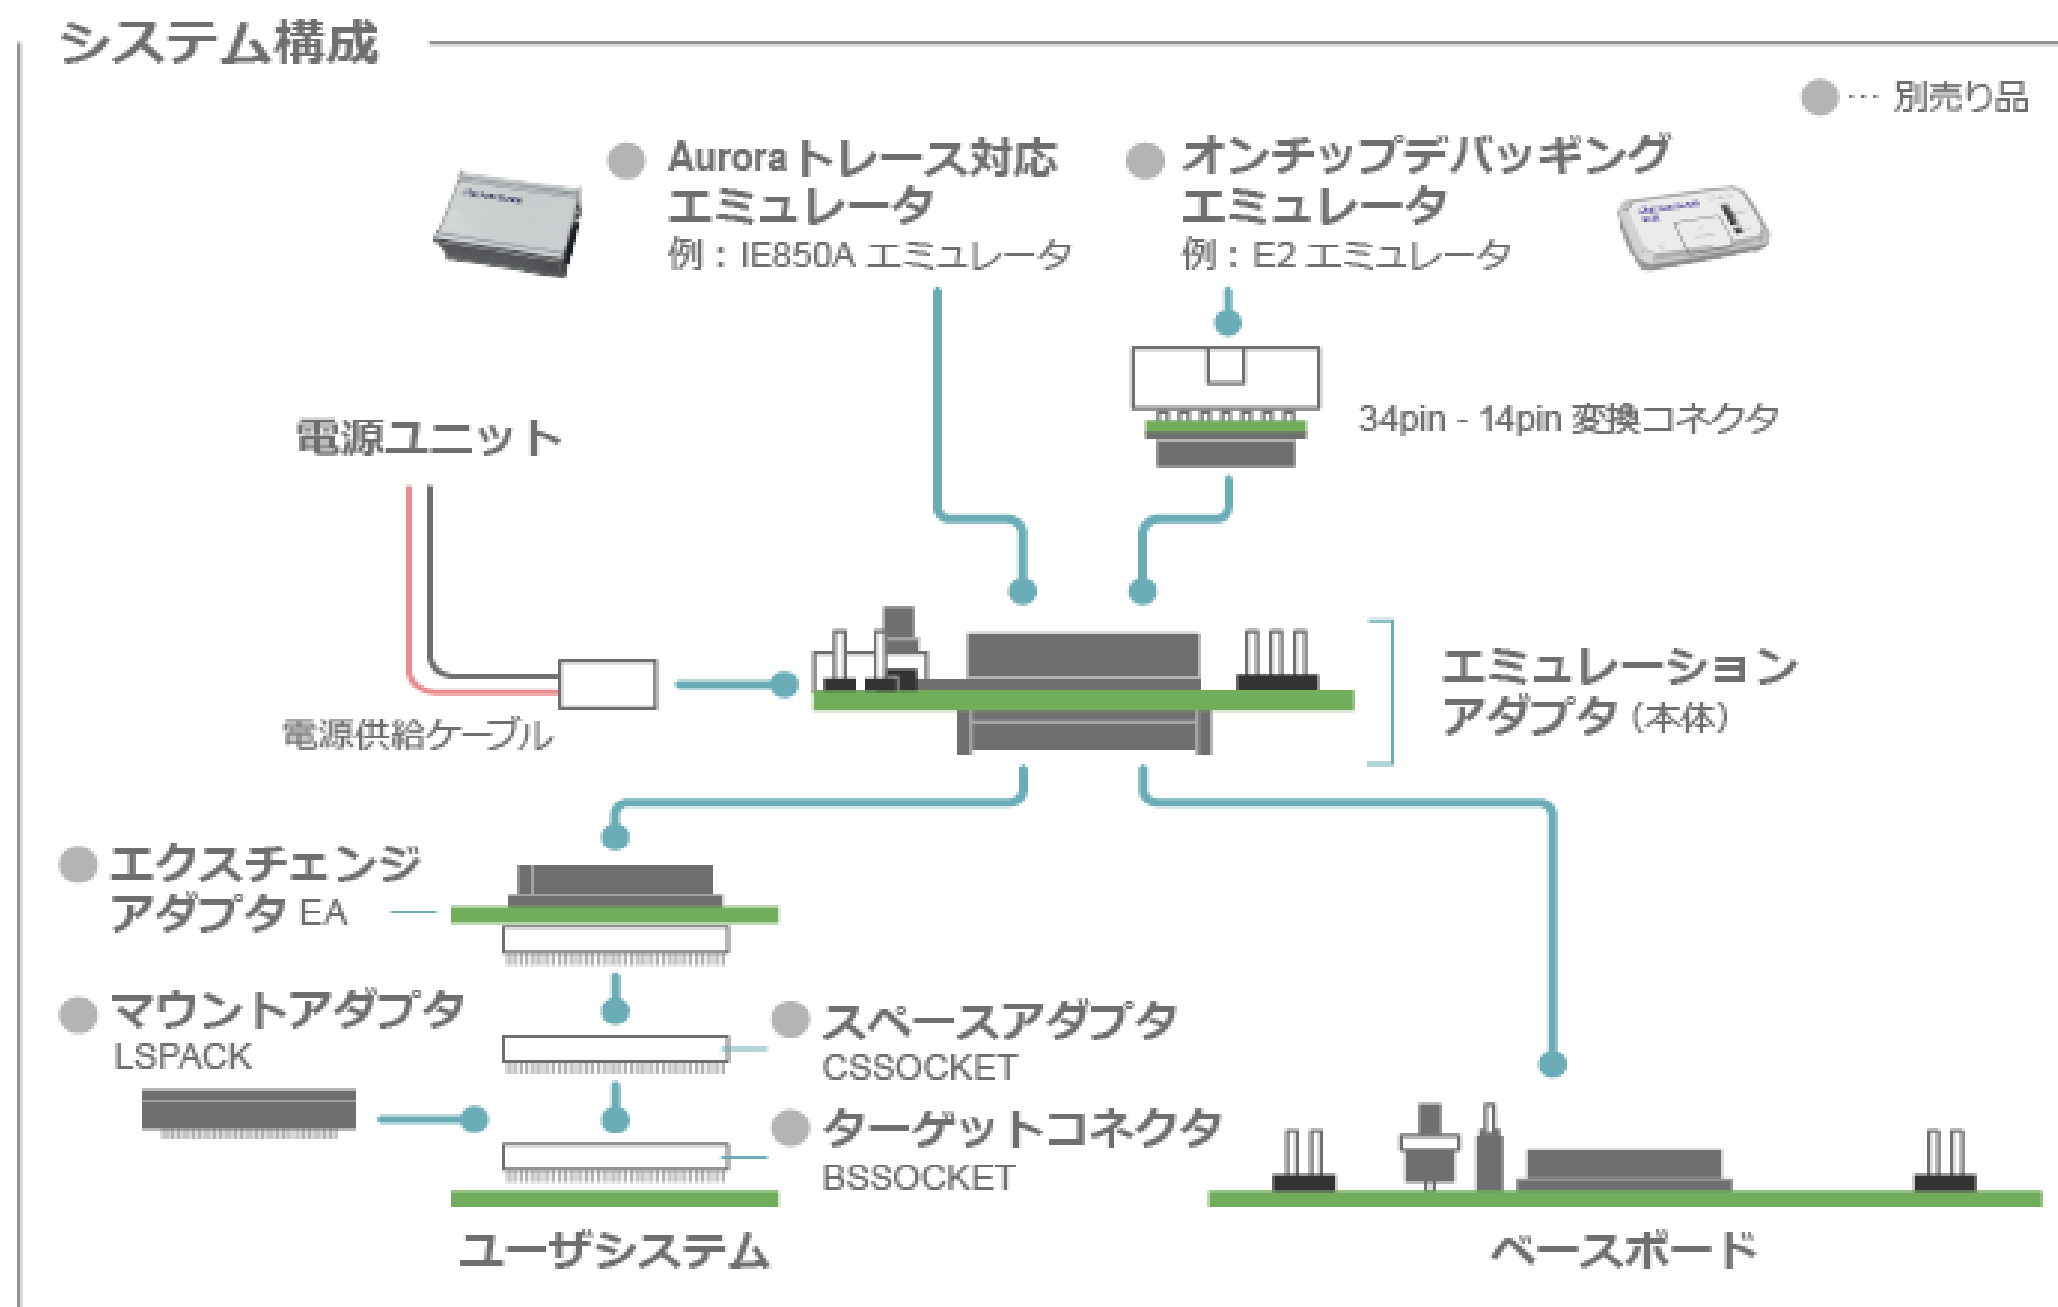 システム構成
●… 別売り品
● Auroraトレース対応
エミュレータ
例：IE850A エミュレータ
● オンチップデバッギング
エミュレータ
例：E2 エミュレータ
34pin - 14pin 変換コネクタ
電源ユニット
電源供給ケーブル
エミュレーション
アダプタ（本体）
● エクスチェンジ
アダプタ EA
● マウントアダプタ
LSPACK
● スペースアダプタ
CSSOCKET
● ターゲットコネクタ
BSSOCKET
ユーザシステム
ベースボード